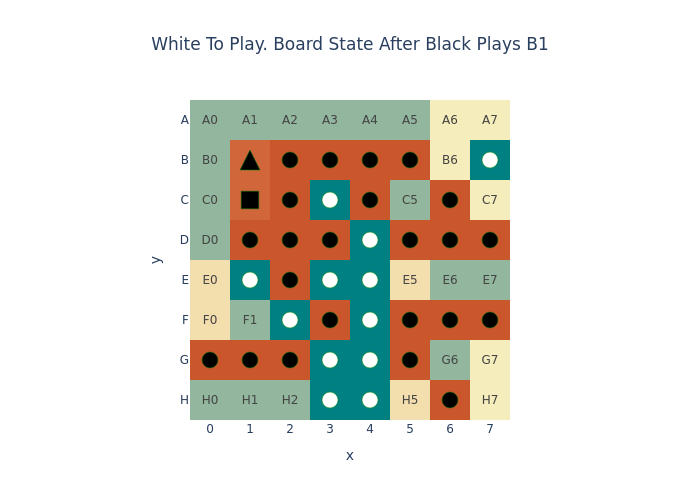 White To Play. Board State After Black Plays B1
A A0 A1 A2 A3 A4 A5 A6 A7
B B0 B6
C C0 C5 C7
D D0
E E0 E5 E6 E7
F F0 F1
G G6 G7
H H0 H1 H2 H5 H7
0 1 2 3 4 5 6 7
x
y